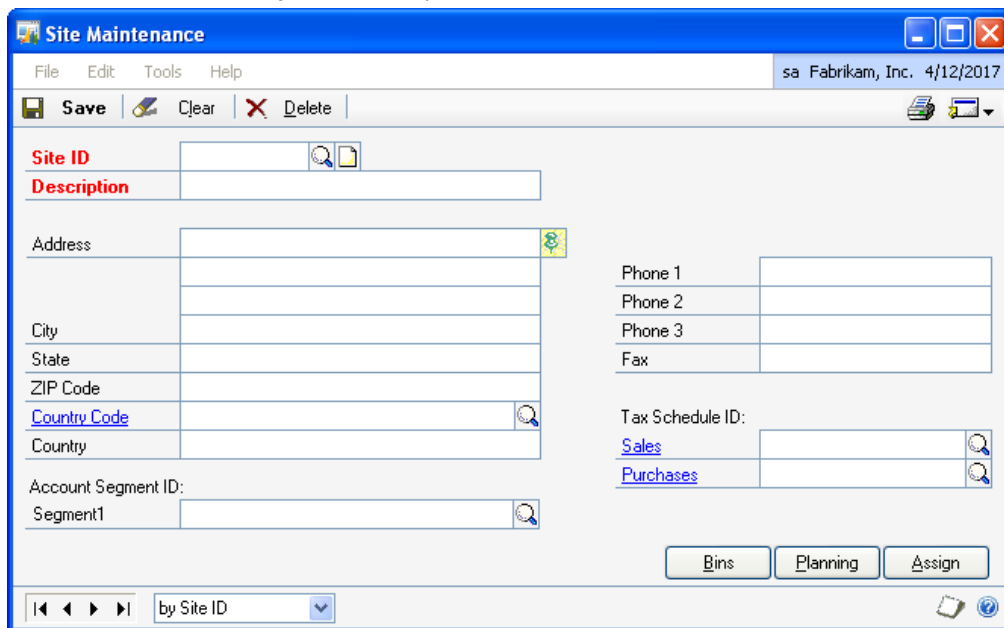 Site Maintenance
File Edit Tools Help sa Fabrikam, Inc. 4/12/2017
Save Clear Delete
Site ID
Description
Address
Phone 1
Phone 2
City Phone 3
State Fax
ZIP Code
Country Code Tax Schedule ID:
Country Sales
Purchases
Account Segment ID:
Segment1
Bins Planning Assign
by Site ID